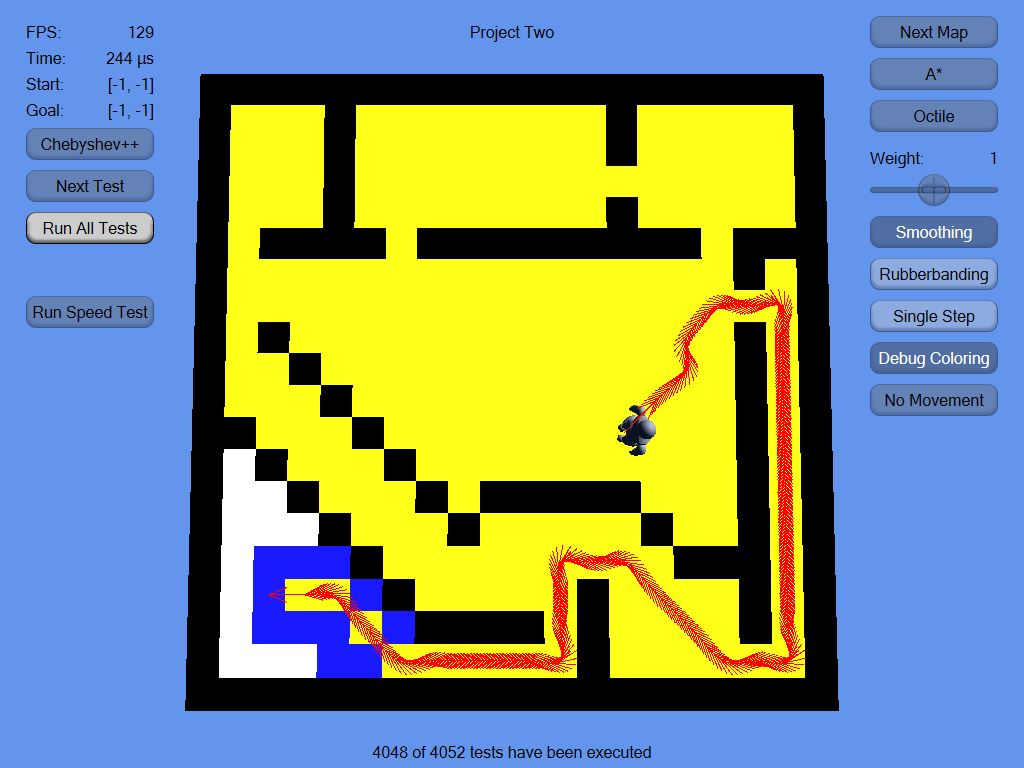 FPS: 129
Time: 244 µs
Start: [-1, -1]
Goal: [-1, -1]
Chebyshev++
Next Test
Run All Tests
Run Speed Test
Project Two
Next Map
A*
Octile
Weight: 1
Smoothing
Rubberbanding
Single Step
Debug Coloring
No Movement
4048 of 4052 tests have been executed